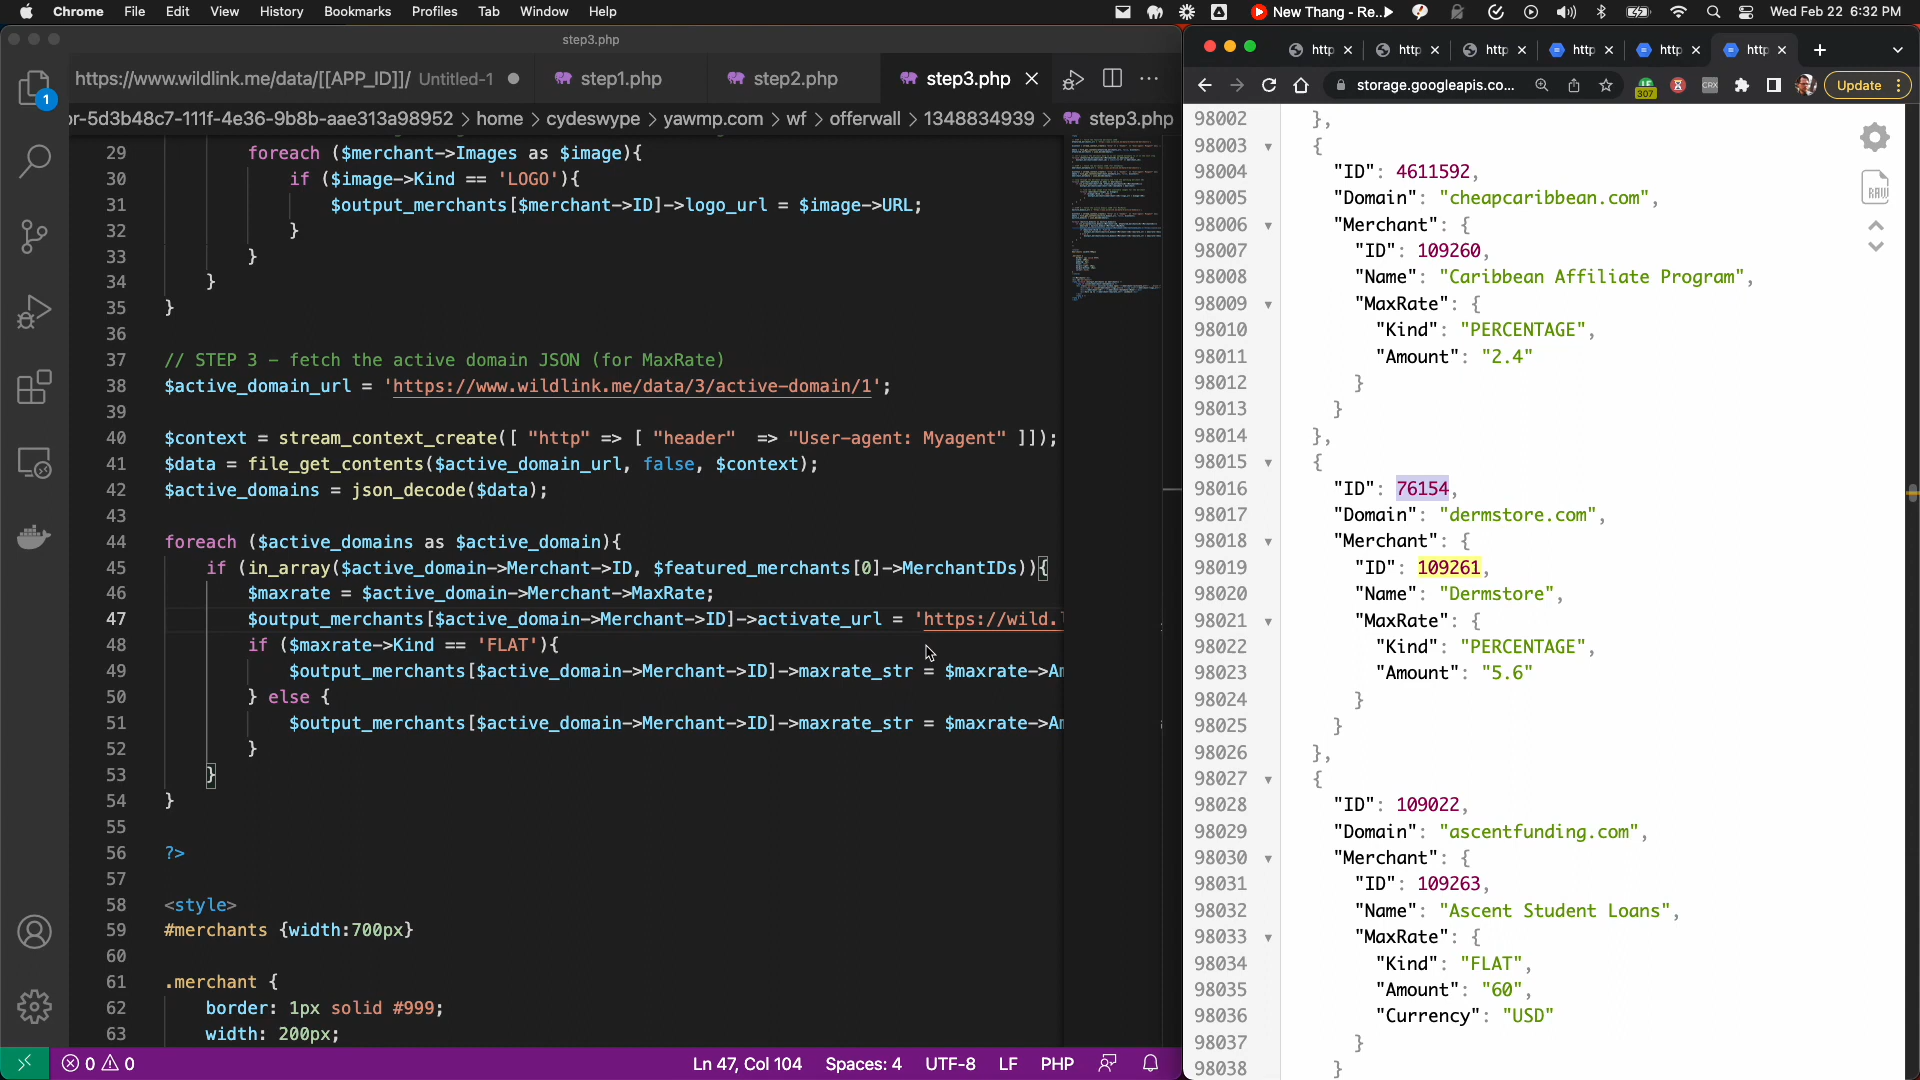 Chrome File Edit View History Bookmarks Profiles Tab Window Help
New Thang - Re.. Wed Feb 22 6:32 PM
step3.php
https://www.wildlink.me/data/[[APP_ID]]/ Untitled-1
step1.php
step2.php
step3.php
or-5d3b48c7-111f-4e36-9b8b-aae313a98952 > home > cydeswype > yawmp.com > wf > offerwall > 1348834939 > step3.php
1
29 foreach ($merchant->Images as $image){
30 if ($image->Kind == 'LOGO'){
31 $output_merchants[$merchant->ID]->logo_url = $image->URL;
32 }
33 }
34 }
35 }
36
37 // STEP 3 – fetch the active domain JSON (for MaxRate)
38 $active_domain_url = 'https://www.wildlink.me/data/3/active-domain/1';
39
40 $context = stream_context_create([ "http" => [ "header"  => "User-agent: Myagent" ]]);
41 $data = file_get_contents($active_domain_url, false, $context);
42 $active_domains = json_decode($data);
43
44 foreach ($active_domains as $active_domain){
45 if (in_array($active_domain->Merchant->ID, $featured_merchants[0]->MerchantIDs)){
46 $maxrate = $active_domain->Merchant->MaxRate;
47 $output_merchants[$active_domain->Merchant->ID]->activate_url = 'https://wild.l
48 if ($maxrate->Kind == 'FLAT'){
49 $output_merchants[$active_domain->Merchant->ID]->maxrate_str = $maxrate->Am
50 } else {
51 $output_merchants[$active_domain->Merchant->ID]->maxrate_str = $maxrate->Am
52 }
53 }
54 }
55
56 ?>
57
58 <style>
59 #merchants {width:700px}
60
61 .merchant {
62 border: 1px solid #999;
63 width: 200px;
0 0 Ln 47, Col 104 Spaces: 4 UTF-8 LF PHP
http http http http http http
storage.googleapis.co... 307 CRX Update
RAW
98002 },
98003 {
98004 "ID": 4611592,
98005 "Domain": "cheapcaribbean.com",
98006 "Merchant": {
98007 "ID": 109260,
98008 "Name": "Caribbean Affiliate Program",
98009 "MaxRate": {
98010 "Kind": "PERCENTAGE",
98011 "Amount": "2.4"
98012 }
98013 }
98014 },
98015 {
98016 "ID": 76154,
98017 "Domain": "dermstore.com",
98018 "Merchant": {
98019 "ID": 109261,
98020 "Name": "Dermstore",
98021 "MaxRate": {
98022 "Kind": "PERCENTAGE",
98023 "Amount": "5.6"
98024 }
98025 }
98026 },
98027 {
98028 "ID": 109022,
98029 "Domain": "ascentfunding.com",
98030 "Merchant": {
98031 "ID": 109263,
98032 "Name": "Ascent Student Loans",
98033 "MaxRate": {
98034 "Kind": "FLAT",
98035 "Amount": "60",
98036 "Currency": "USD"
98037 }
98038 }